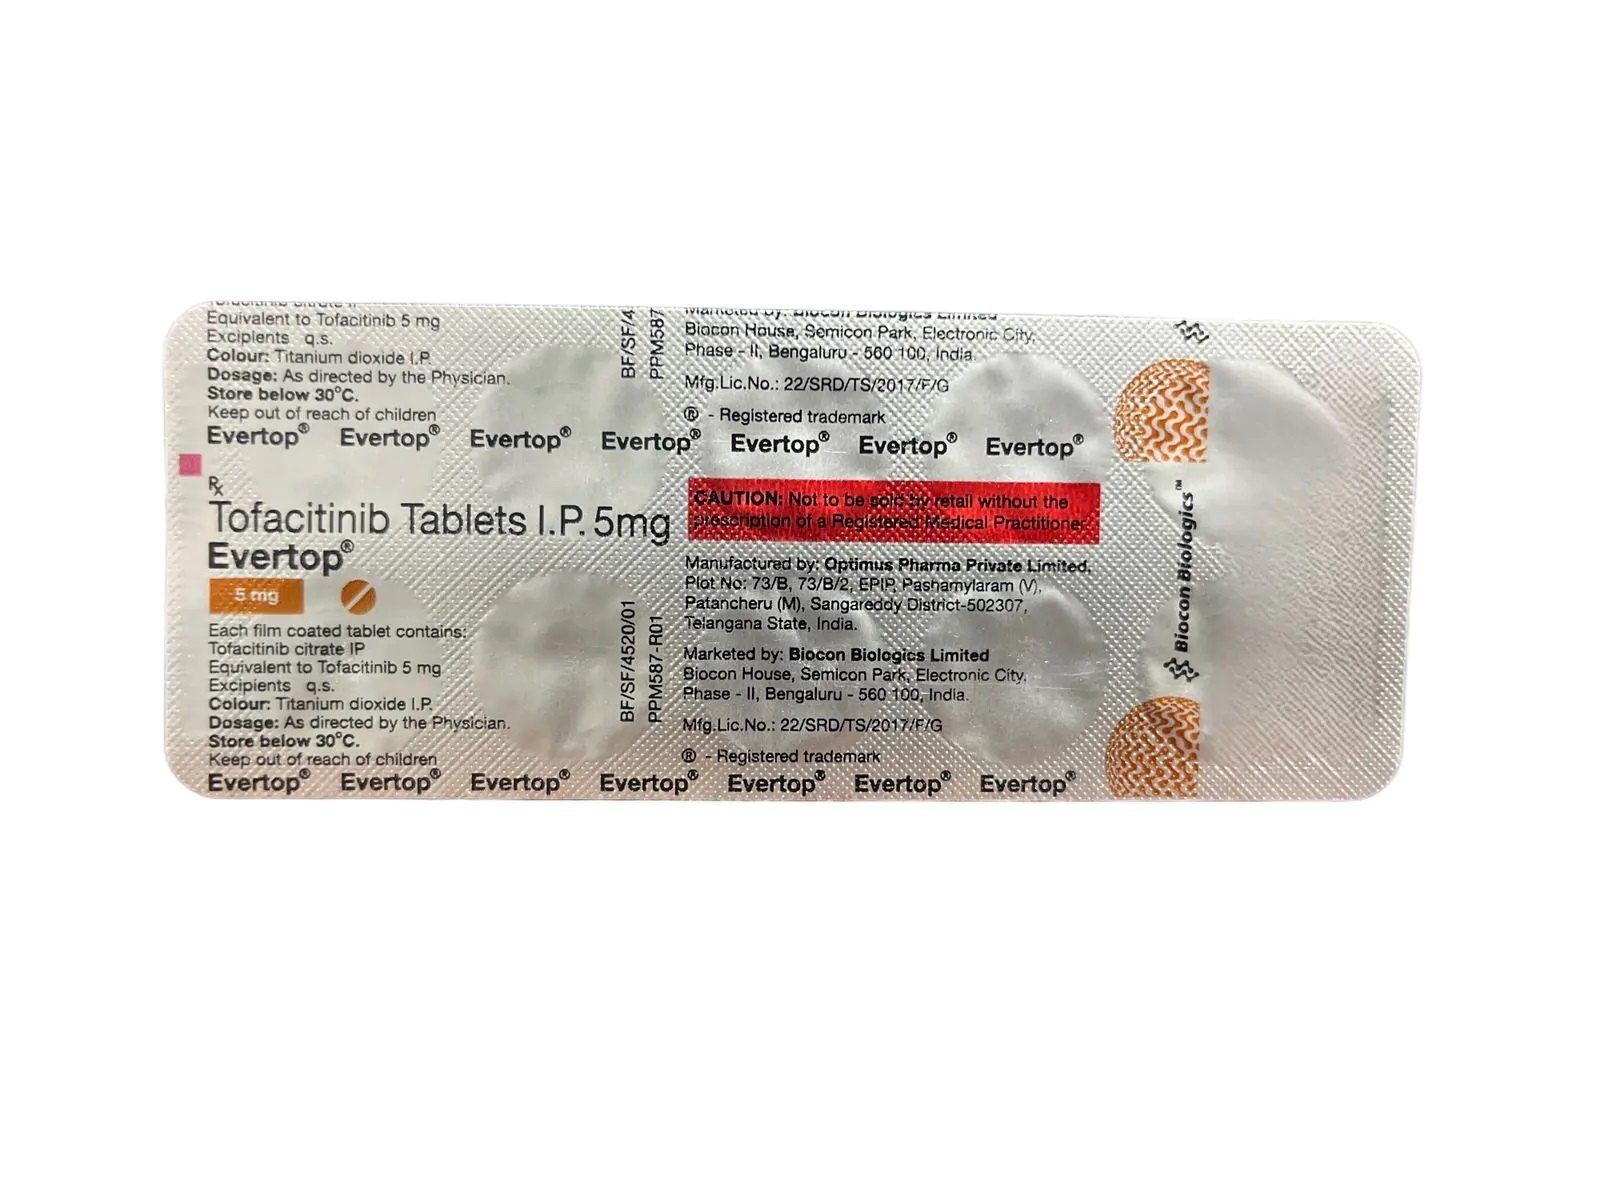 Equivalent to Tofacitinib 5 mg
Excipients q.s.
Colour: Titanium dioxide I.P.
Dosage: As directed by the Physician.
Store below 30°C.
Keep out of reach of children
BF/SF/4
PPM587
Marketed by: Biocon Biologics Limited
Biocon House, Semicon Park, Electronic City,
Phase - II, Bengaluru - 560 100, India.
Mfg.Lic.No.: 22/SRD/TS/2017/F/G
® - Registered trademark
Evertop® Evertop® Evertop® Evertop® Evertop® Evertop® Evertop®
Rx
Tofacitinib Tablets I.P. 5mg
Evertop®
5 mg
Each film coated tablet contains:
Tofacitinib citrate IP
Equivalent to Tofacitinib 5 mg
Excipients q.s.
Colour: Titanium dioxide I.P.
Dosage: As directed by the Physician.
Store below 30°C.
Keep out of reach of children
BF/SF/4520/01
PPM587-R01
CAUTION: Not to be sold by retail without the
prescription of a Registered Medical Practitioner.
Manufactured by: Optimus Pharma Private Limited,
Plot No: 73/B, 73/B/2, EPIP, Pashamylaram (V),
Patancheru (M), Sangareddy District-502307,
Telangana State, India.
Marketed by: Biocon Biologics Limited
Biocon House, Semicon Park, Electronic City,
Phase - II, Bengaluru - 560 100, India.
Mfg.Lic.No.: 22/SRD/TS/2017/F/G
® - Registered trademark
Evertop® Evertop® Evertop® Evertop® Evertop® Evertop® Evertop®
Biocon Biologics™